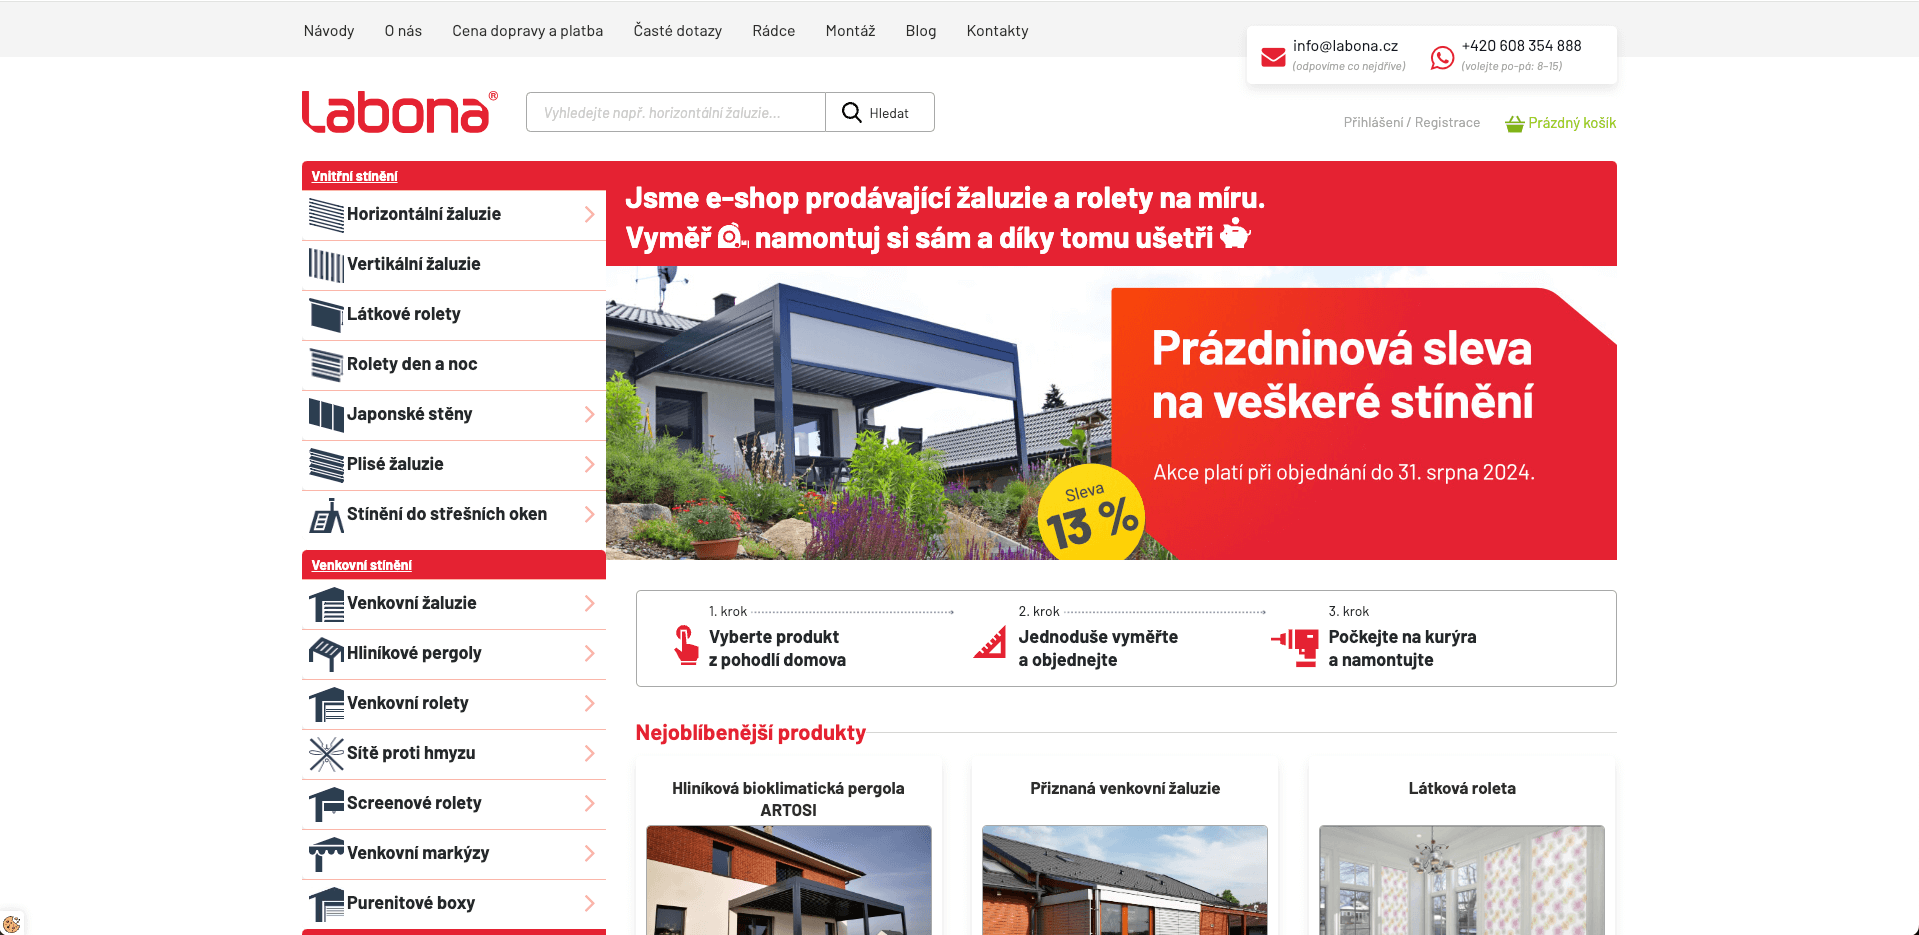 Návody O nás Cena dopravy a platba Časté dotazy Rádce Montáž Blog Kontakty
info@labona.cz
(odpovíme co nejdříve)
+420 608 354 888
(volejte po-pá: 8-15)
Labona®
Vyhledejte např. horizontální žaluzie...
Hledat
Přihlášení / Registrace
Prázdný košík
Vnitřní stínění
Horizontální žaluzie
Vertikální žaluzie
Látkové rolety
Rolety den a noc
Japonské stěny
Plisé žaluzie
Stínění do střešních oken
Venkovní stínění
Venkovní žaluzie
Hliníkové pergoly
Venkovní rolety
Sítě proti hmyzu
Screenové rolety
Venkovní markýzy
Purenitové boxy
Jsme e-shop prodávající žaluzie a rolety na míru.
Vyměř namontuj si sám a díky tomu ušetři
Prázdninová sleva
na veškeré stínění
Akce platí při objednání do 31. srpna 2024.
Sleva
13 %
1. krok
Vyberte produkt
z pohodlí domova
2. krok
Jednoduše vyměřte
a objednejte
3. krok
Počkejte na kurýra
a namontujte
Nejoblíbenější produkty
Hliníková bioklimatická pergola
ARTOSI
Přiznaná venkovní žaluzie
Látková roleta